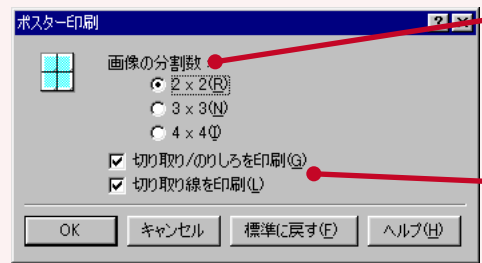 ポスター印刷
画像の分割数 :
2 x 2(R)
3 x 3(N)
4 x 4(I)
切り取り/のりしろを印刷(G)
切り取り線を印刷(L)
OK キャンセル 標準に戻す(F) ヘルプ(H)